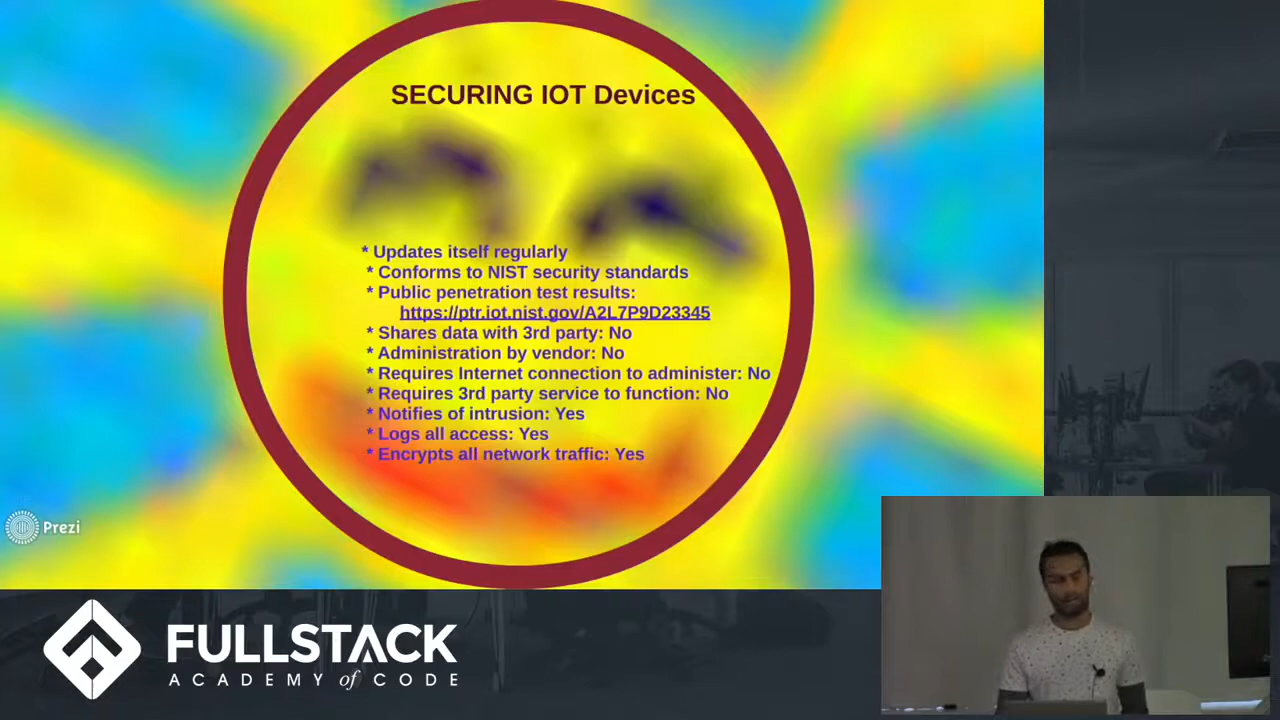 SECURING IOT Devices
* Updates itself regularly
* Conforms to NIST security standards
* Public penetration test results:
https://ptr.iot.nist.gov/A2L7P9D23345
* Shares data with 3rd party: No
* Administration by vendor: No
* Requires Internet connection to administer: No
* Requires 3rd party service to function: No
* Notifies of intrusion: Yes
* Logs all access: Yes
* Encrypts all network traffic: Yes
Prezi
FULLSTACK
ACADEMY of CODE